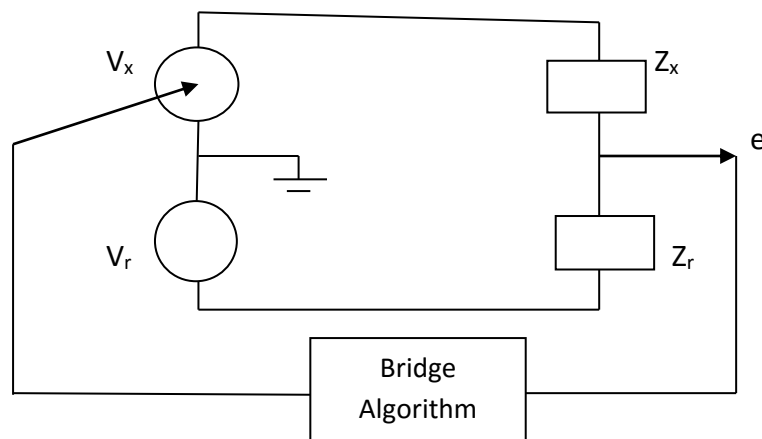 Vₓ
Zₓ
e
Vᵣ
Zᵣ
Bridge
Algorithm